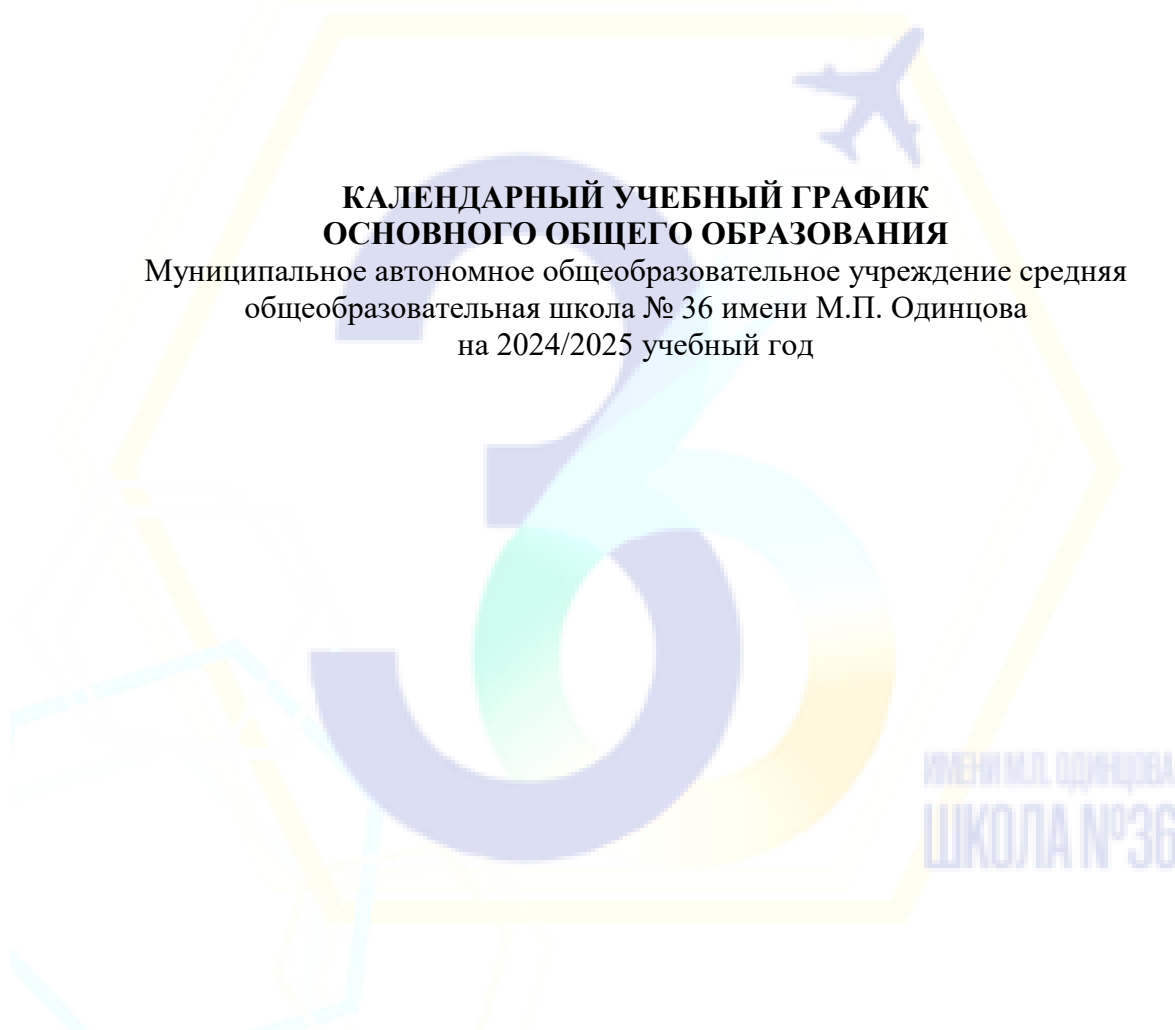 КАЛЕНДАРНЫЙ УЧЕБНЫЙ ГРАФИК
ОСНОВНОГО ОБЩЕГО ОБРАЗОВАНИЯ
Муниципальное автономное общеобразовательное учреждение средняя
общеобразовательная школа № 36 имени М.П. Одинцова
на 2024/2025 учебный год
36
ИМЕНИ М.П. ОДИНЦОВА
ШКОЛА №36